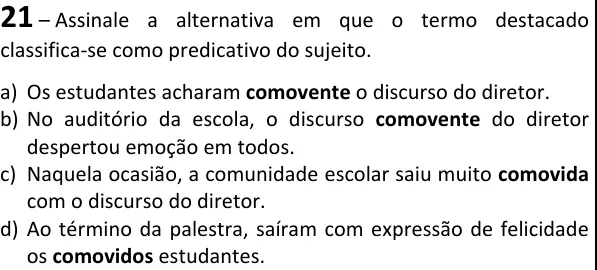 21 – Assinale a alternativa em que o termo destacado
classifica-se como predicativo do sujeito.
a) Os estudantes acharam comovente o discurso do diretor.
b) No auditório da escola, o discurso comovente do diretor
despertou emoção em todos.
c) Naquela ocasião, a comunidade escolar saiu muito comovida
com o discurso do diretor.
d) Ao término da palestra, saíram com expressão de felicidade
os comovidos estudantes.